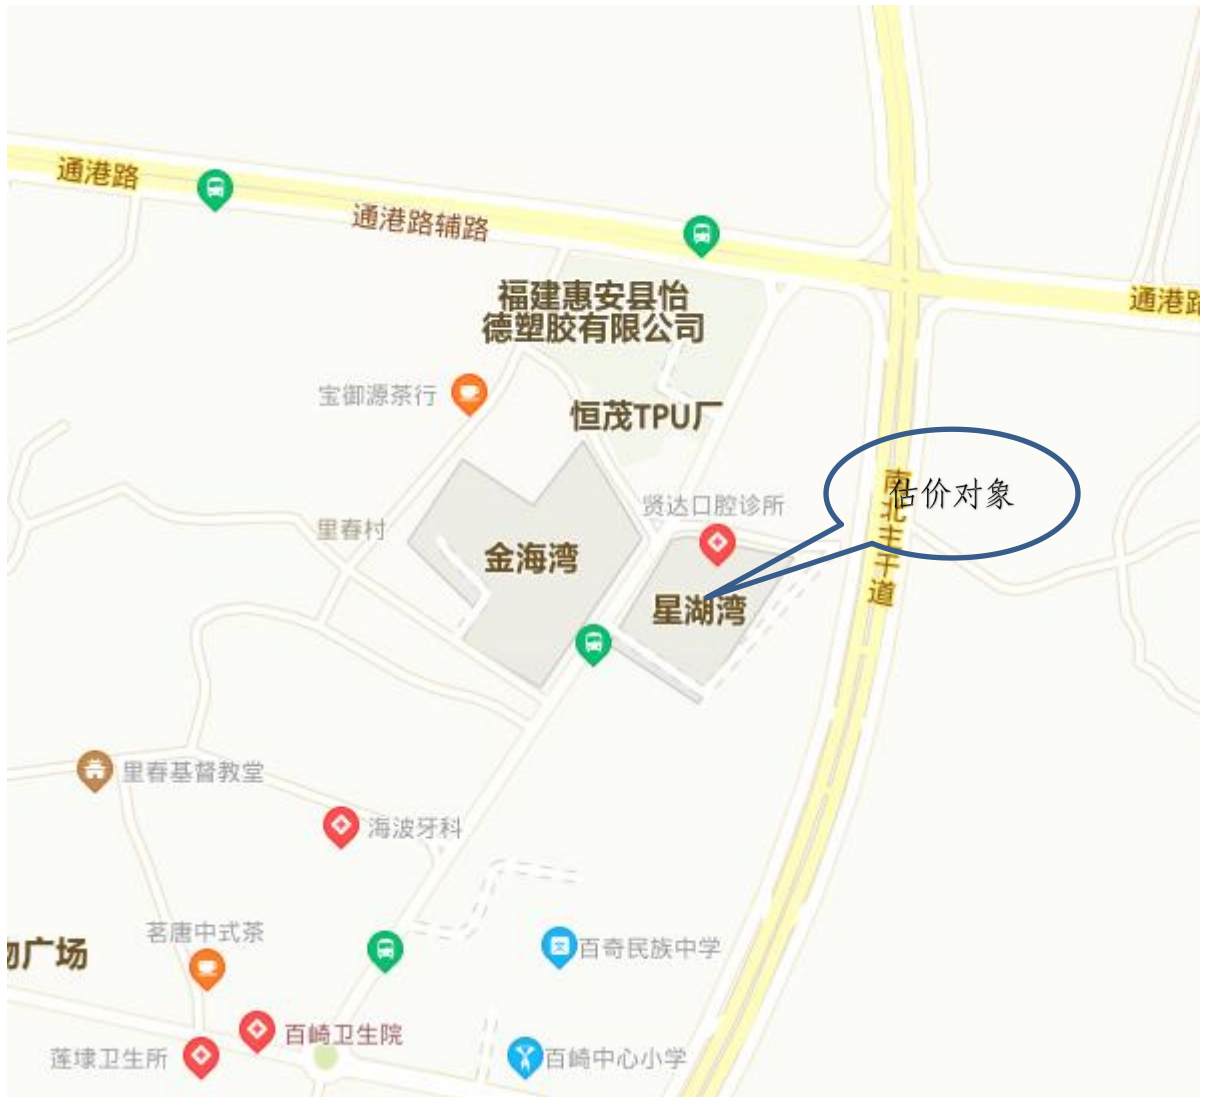 通港路
通港路辅路
福建惠安县怡
德塑胶有限公司
通港路
宝御源茶行
恒茂TPU厂
南北主干道
估价对象
贤达口腔诊所
里春村
金海湾
星湖湾
里春基督教堂
海波牙科
茗唐中式茶
广场
百奇民族中学
百崎卫生院
莲埭卫生所
百崎中心小学